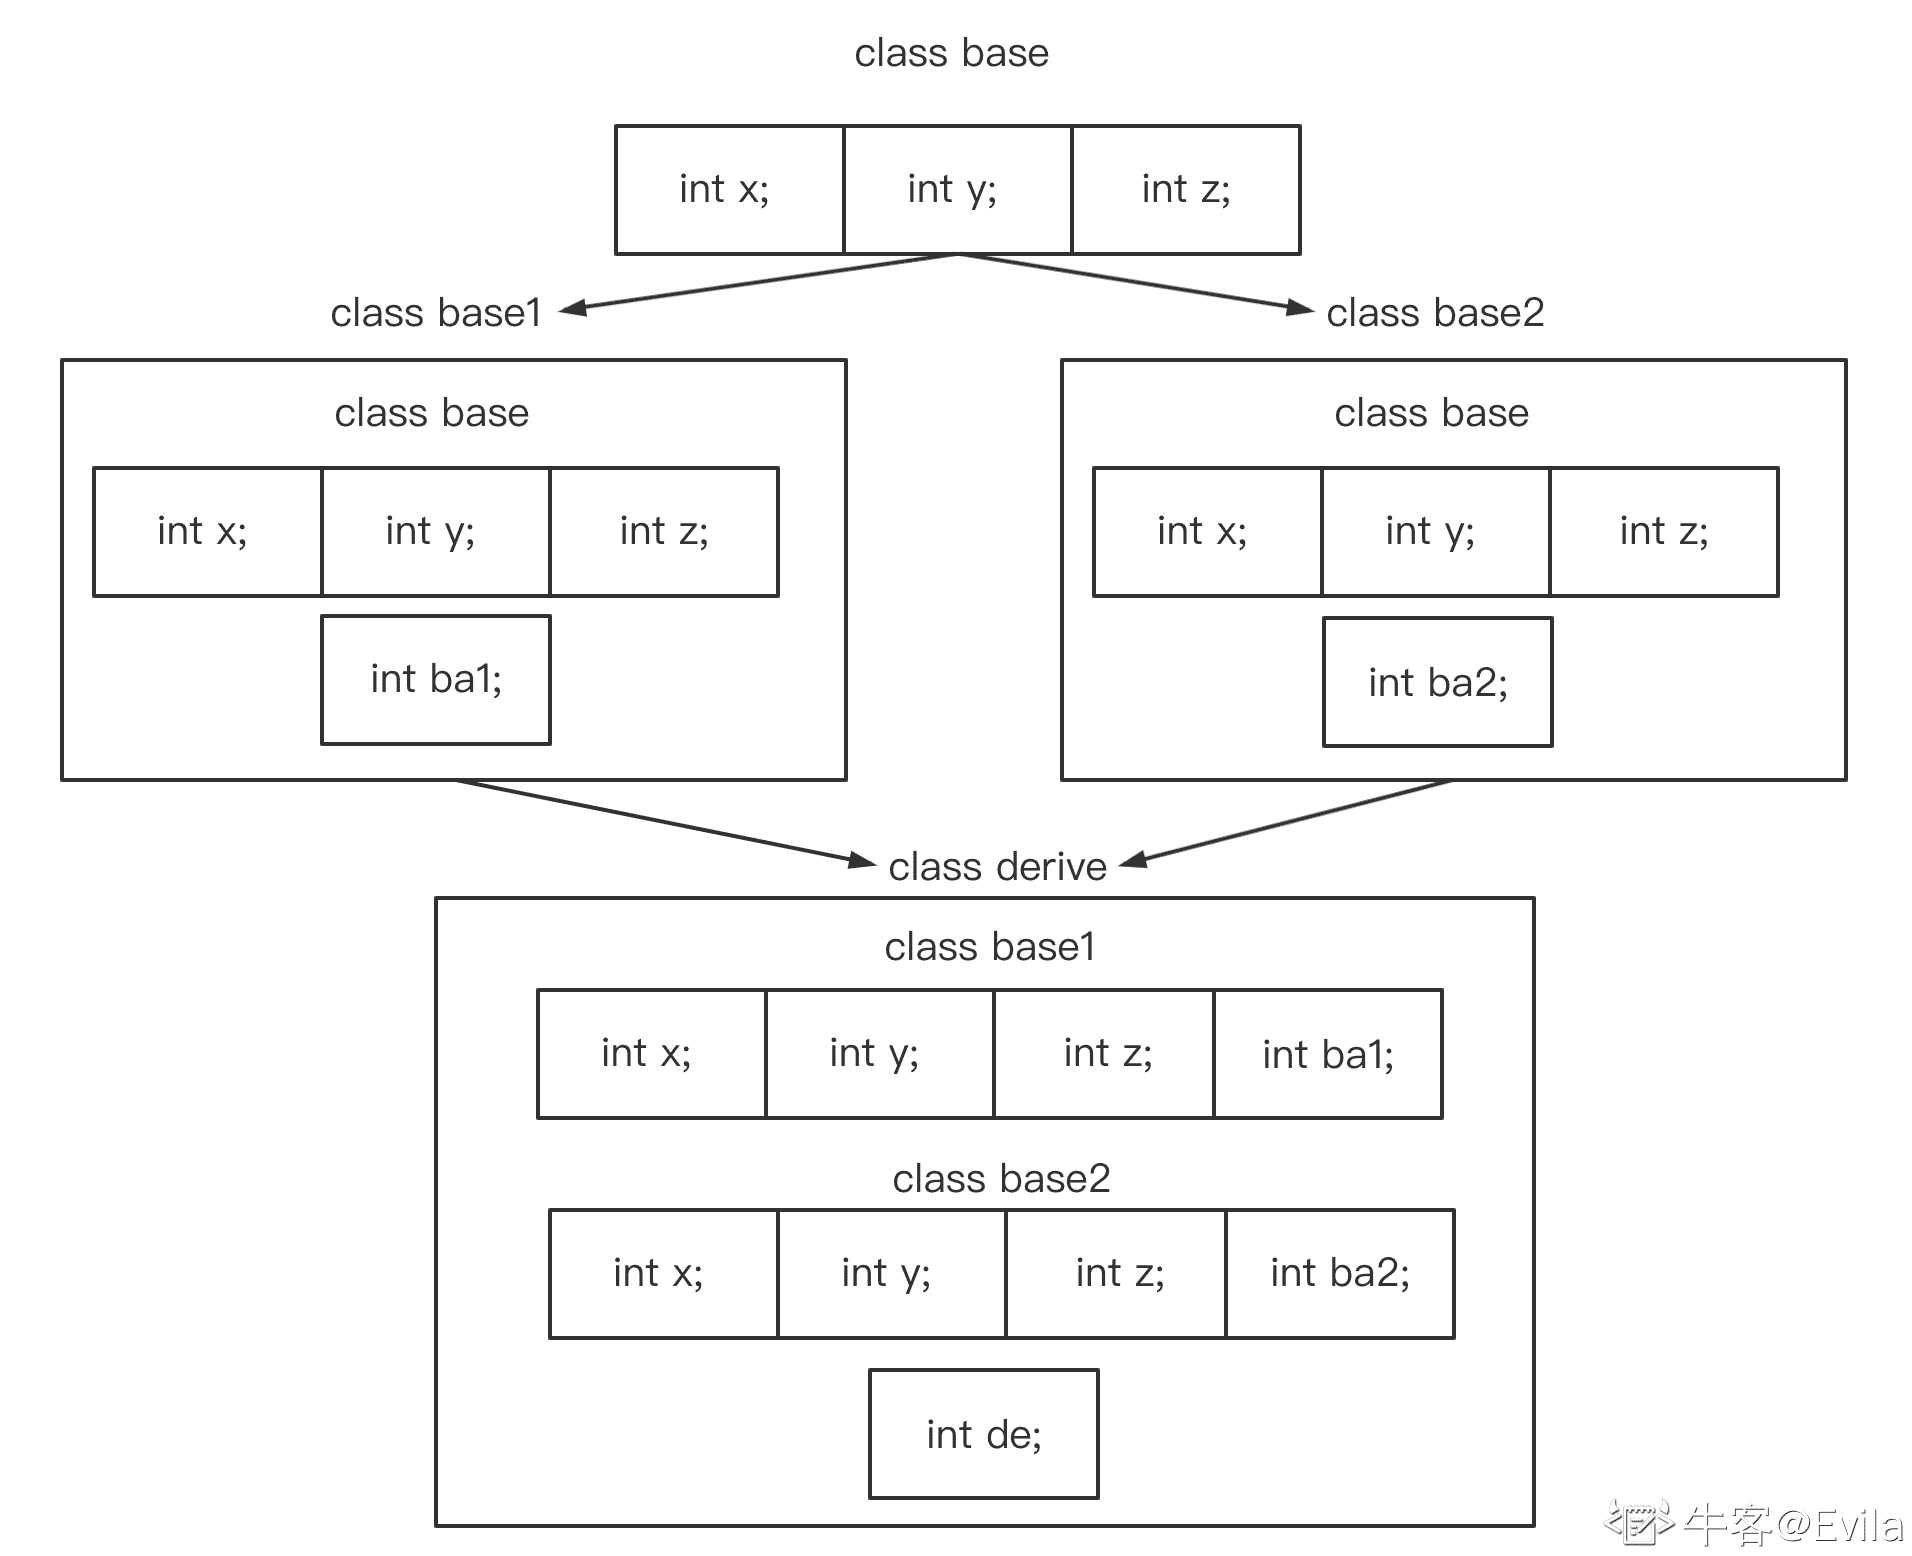 class base
int x; int y; int z;
class base1 class base2
class base class base
int x; int y; int z; int x; int y; int z;
int ba1; int ba2;
class derive
class base1
int x; int y; int z; int ba1;
class base2
int x; int y; int z; int ba2;
int de;
牛客@Evila